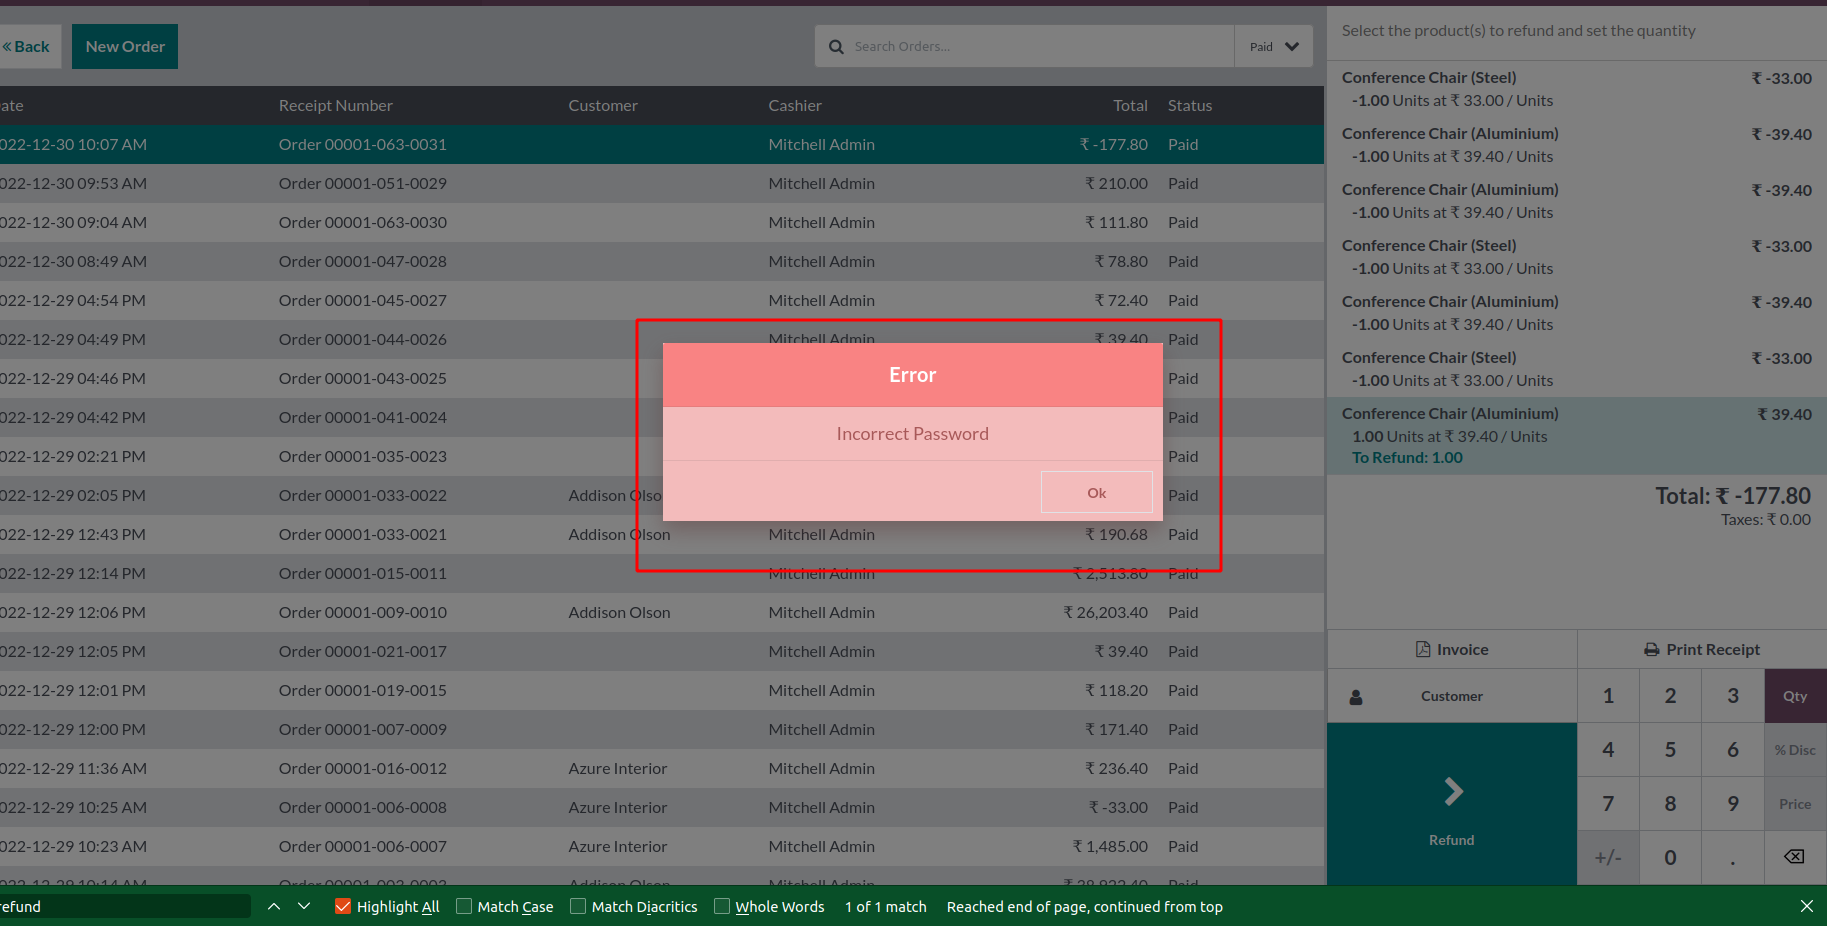 Back
New Order
Search Orders...
Paid
ate Receipt Number Customer Cashier Total Status
022-12-30 10:07 AM Order 00001-063-0031 Mitchell Admin ₹ -177.80 Paid
022-12-30 09:53 AM Order 00001-051-0029 Mitchell Admin ₹ 210.00 Paid
022-12-30 09:04 AM Order 00001-063-0030 Mitchell Admin ₹ 111.80 Paid
022-12-30 08:49 AM Order 00001-047-0028 Mitchell Admin ₹ 78.80 Paid
022-12-29 04:54 PM Order 00001-045-0027 Mitchell Admin ₹ 72.40 Paid
022-12-29 04:49 PM Order 00001-044-0026 Mitchell Admin ₹ 39.40 Paid
022-12-29 04:46 PM Order 00001-043-0025 Paid
022-12-29 04:42 PM Order 00001-041-0024 Paid
022-12-29 02:21 PM Order 00001-035-0023 Paid
022-12-29 02:05 PM Order 00001-033-0022 Addison Olso Paid
022-12-29 12:43 PM Order 00001-033-0021 Addison Olson Mitchell Admin ₹ 190.68 Paid
022-12-29 12:14 PM Order 00001-015-0011 Mitchell Admin ₹ 2,513.80 Paid
022-12-29 12:06 PM Order 00001-009-0010 Addison Olson Mitchell Admin ₹ 26,203.40 Paid
022-12-29 12:05 PM Order 00001-021-0017 Mitchell Admin ₹ 39.40 Paid
022-12-29 12:01 PM Order 00001-019-0015 Mitchell Admin ₹ 118.20 Paid
022-12-29 12:00 PM Order 00001-007-0009 Mitchell Admin ₹ 171.40 Paid
022-12-29 11:36 AM Order 00001-016-0012 Azure Interior Mitchell Admin ₹ 236.40 Paid
022-12-29 10:25 AM Order 00001-006-0008 Azure Interior Mitchell Admin ₹ -33.00 Paid
022-12-29 10:23 AM Order 00001-006-0007 Azure Interior Mitchell Admin ₹ 1,485.00 Paid
Error
Incorrect Password
Ok
Select the product(s) to refund and set the quantity
Conference Chair (Steel) ₹ -33.00
-1.00 Units at ₹ 33.00 / Units
Conference Chair (Aluminium) ₹ -39.40
-1.00 Units at ₹ 39.40 / Units
Conference Chair (Aluminium) ₹ -39.40
-1.00 Units at ₹ 39.40 / Units
Conference Chair (Steel) ₹ -33.00
-1.00 Units at ₹ 33.00 / Units
Conference Chair (Aluminium) ₹ -39.40
-1.00 Units at ₹ 39.40 / Units
Conference Chair (Steel) ₹ -33.00
-1.00 Units at ₹ 33.00 / Units
Conference Chair (Aluminium) ₹ 39.40
1.00 Units at ₹ 39.40 / Units
To Refund: 1.00
Total: ₹ -177.80
Taxes: ₹ 0.00
Invoice Print Receipt
Customer 1 2 3 Qty
4 5 6 % Disc
7 8 9 Price
Refund
+/- 0 .
efund Highlight All Match Case Match Diacritics Whole Words 1 of 1 match Reached end of page, continued from top